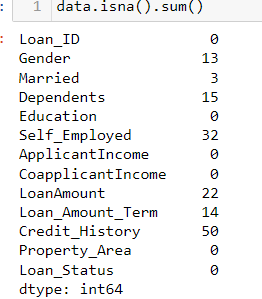 1 data.isna().sum()
Loan_ID 0
Gender 13
Married 3
Dependents 15
Education 0
Self_Employed 32
ApplicantIncome 0
CoapplicantIncome 0
LoanAmount 22
Loan_Amount_Term 14
Credit_History 50
Property_Area 0
Loan_Status 0
dtype: int64